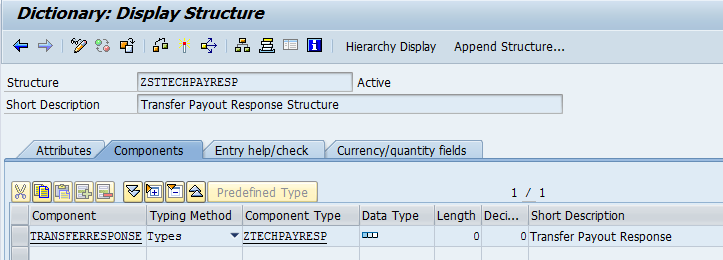 Dictionary: Display Structure
Hierarchy Display Append Structure...
Structure ZSTTECHPAYRESP Active
Short Description Transfer Payout Response Structure
Attributes Components Entry help/check Currency/quantity fields
Predefined Type 1 / 1
Component Typing Method Component Type Data Type Length Deci... Short Description
TRANSFERRESPONSE Types ZTECHPAYRESP 0 0 Transfer Payout Response